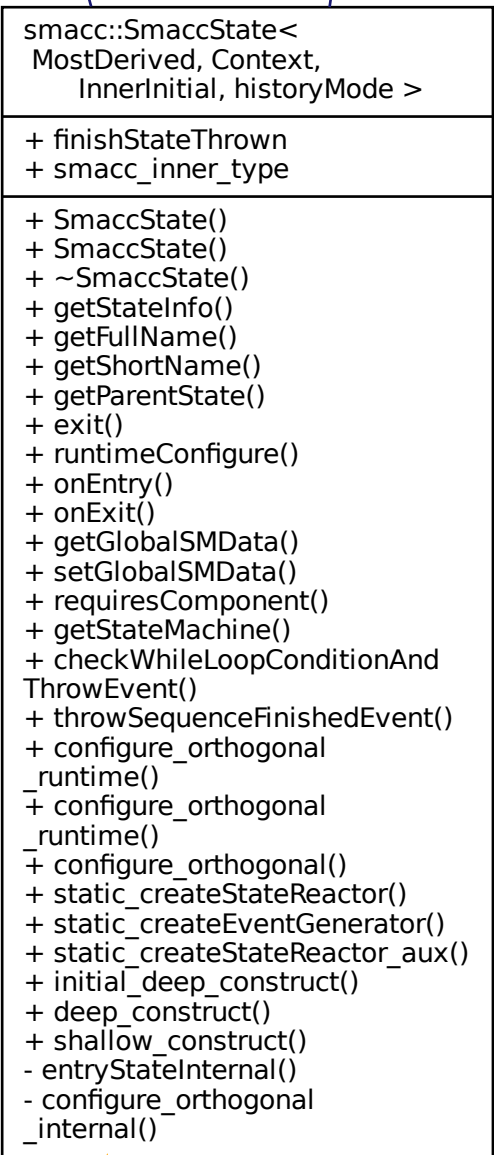 smacc::SmaccState<
MostDerived, Context,
InnerInitial, historyMode >
+ finishStateThrown
+ smacc_inner_type
+ SmaccState()
+ SmaccState()
+ ~SmaccState()
+ getStateInfo()
+ getFullName()
+ getShortName()
+ getParentState()
+ exit()
+ runtimeConfigure()
+ onEntry()
+ onExit()
+ getGlobalSMData()
+ setGlobalSMData()
+ requiresComponent()
+ getStateMachine()
+ checkWhileLoopConditionAnd
ThrowEvent()
+ throwSequenceFinishedEvent()
+ configure_orthogonal
_runtime()
+ configure_orthogonal
_runtime()
+ configure_orthogonal()
+ static_createStateReactor()
+ static_createEventGenerator()
+ static_createStateReactor_aux()
+ initial_deep_construct()
+ deep_construct()
+ shallow_construct()
- entryStateInternal()
- configure_orthogonal
_internal()